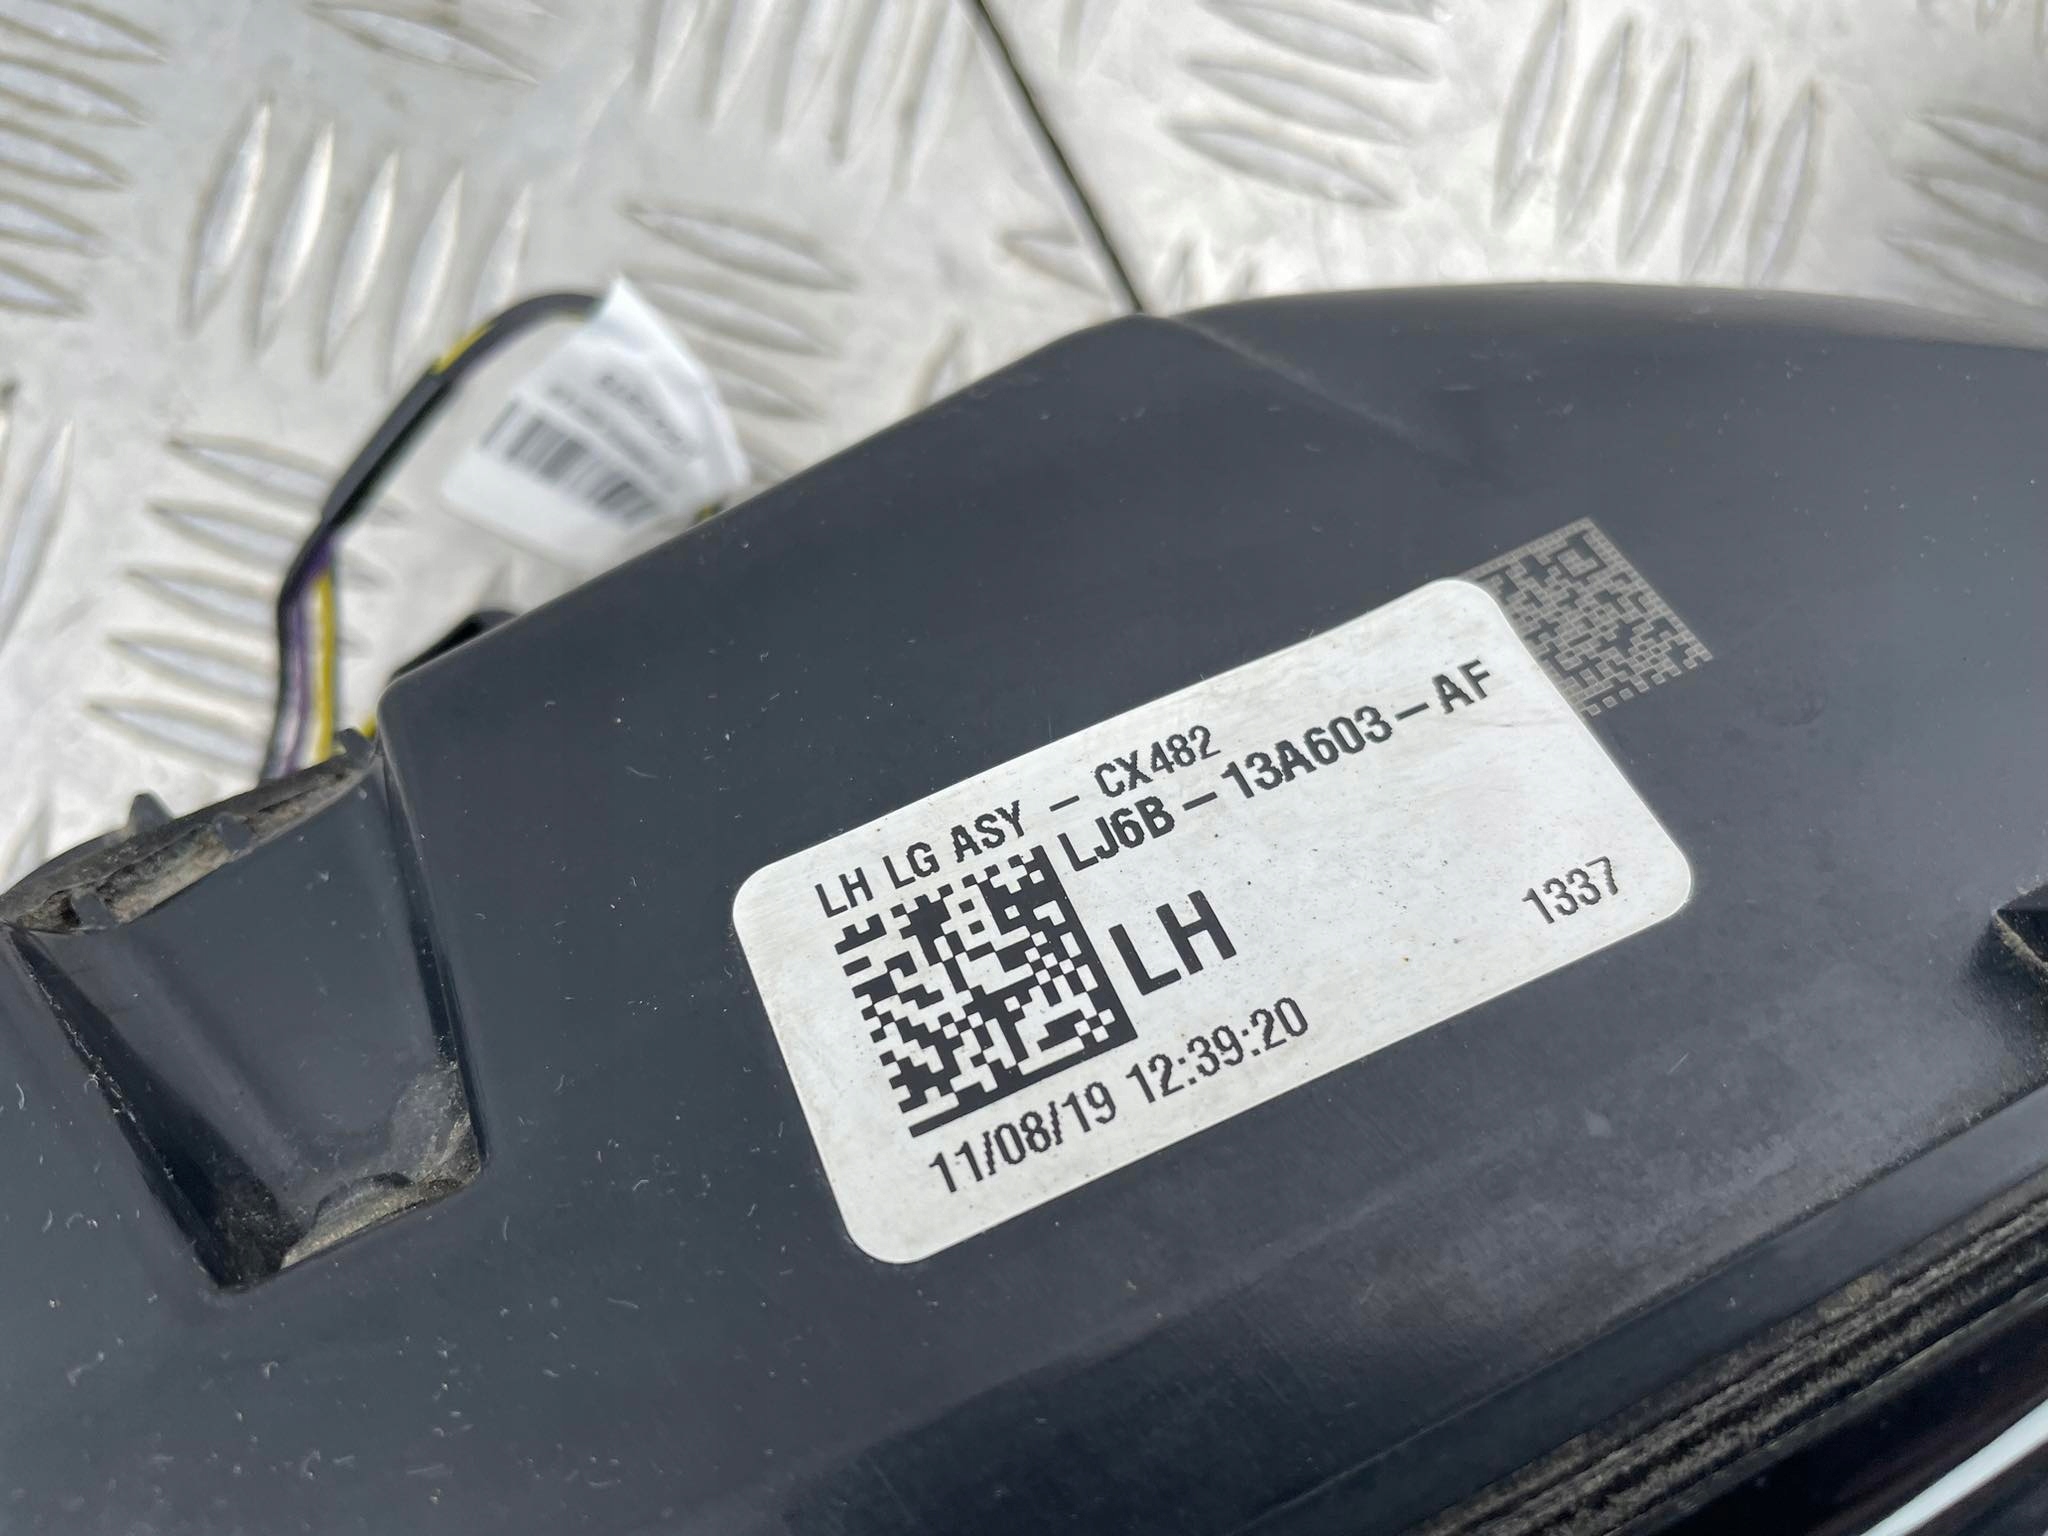 LH LG ASY - CX482
LJ6B-13A603-AF
LH
1337
11/08/19 12:39:20